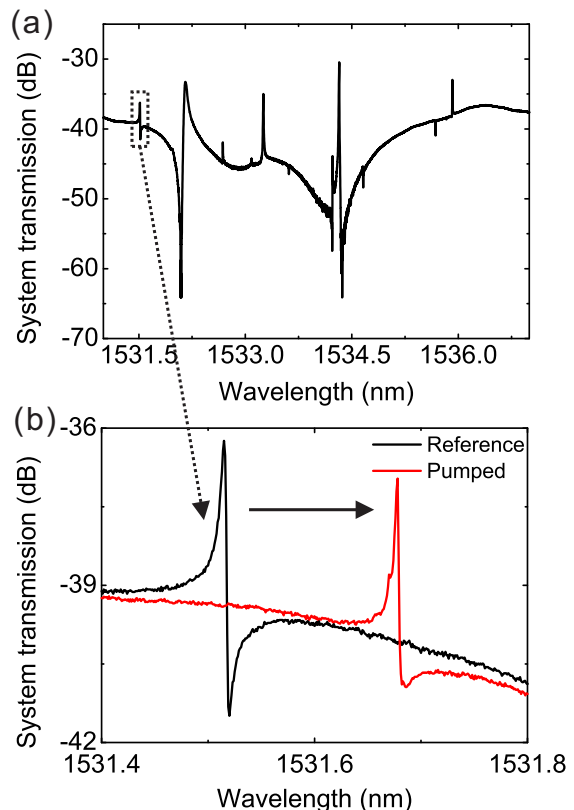 (a)
System transmission (dB)
-30
-40
-50
-60
-70
1531.5 1533.0 1534.5 1536.0
Wavelength (nm)
(b)
System transmission (dB)
-36
-39
-42
Reference
Pumped
1531.4 1531.6 1531.8
Wavelength (nm)